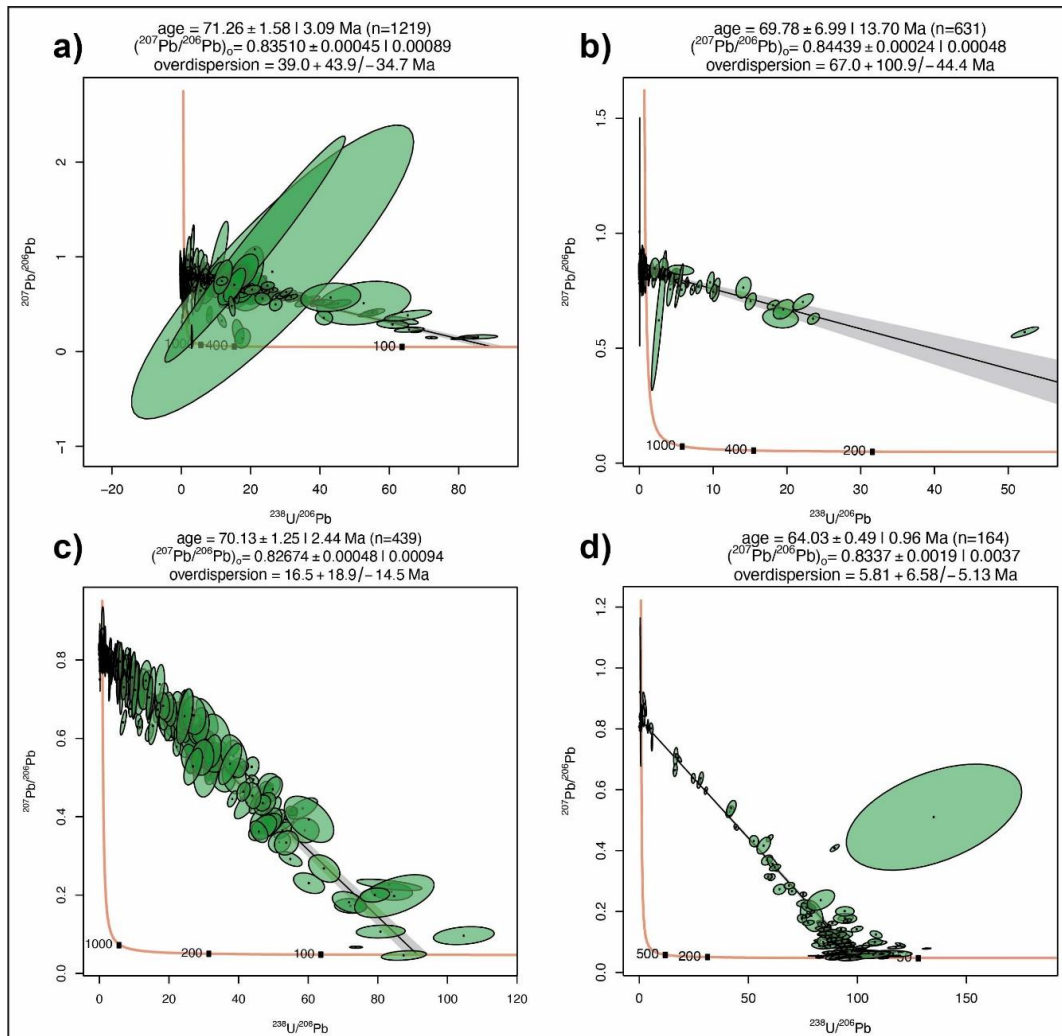 a)
age = 71.26 ± 1.58 | 3.09 Ma (n=1219)
(²⁰⁷Pb/²⁰⁶Pb)ₒ= 0.83510 ± 0.00045 | 0.00089
overdispersion = 39.0 + 43.9/−34.7 Ma
²⁰⁷Pb/²⁰⁶Pb
2
1
0
−1
400
100
−20
0
20
40
60
80
²³⁸U/²⁰⁶Pb
b)
age = 69.78 ± 6.99 | 13.70 Ma (n=631)
(²⁰⁷Pb/²⁰⁶Pb)ₒ= 0.84439 ± 0.00024 | 0.00048
overdispersion = 67.0 + 100.9/−44.4 Ma
²⁰⁷Pb/²⁰⁶Pb
1.5
1.0
0.5
0.0
1000
400
200
0
10
20
30
40
50
²³⁸U/²⁰⁶Pb
c)
age = 70.13 ± 1.25 | 2.44 Ma (n=439)
(²⁰⁷Pb/²⁰⁶Pb)ₒ= 0.82674 ± 0.00048 | 0.00094
overdispersion = 16.5 + 18.9/−14.5 Ma
²⁰⁷Pb/²⁰⁶Pb
0.8
0.6
0.4
0.2
0.0
1000
200
100
0
20
40
60
80
100
120
²³⁸U/²⁰⁶Pb
d)
age = 64.03 ± 0.49 | 0.96 Ma (n=164)
(²⁰⁷Pb/²⁰⁶Pb)ₒ= 0.8337 ± 0.0019 | 0.0037
overdispersion = 5.81 + 6.58/−5.13 Ma
²⁰⁷Pb/²⁰⁶Pb
1.2
1.0
0.8
0.6
0.4
0.2
0.0
500
200
50
0
50
100
150
²³⁸U/²⁰⁶Pb